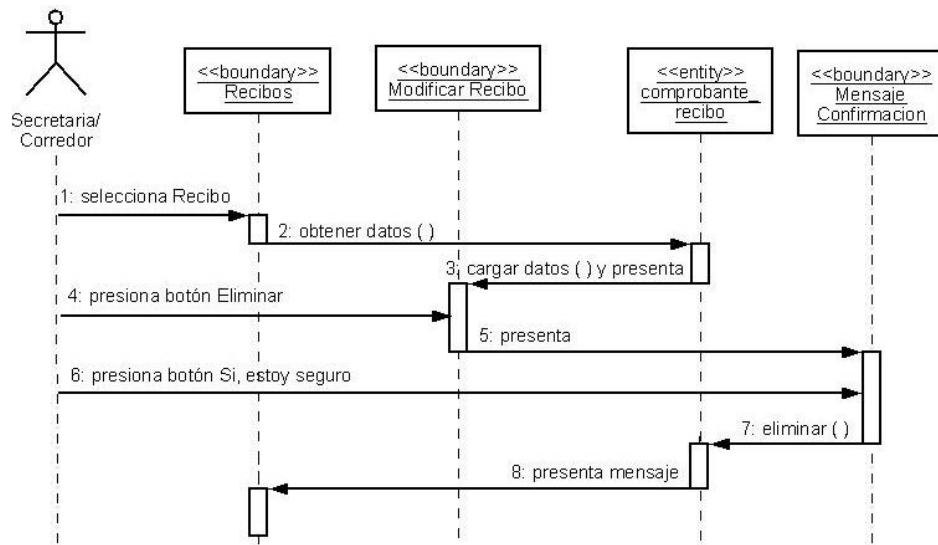 Secretaria/
Corredor
<<boundary>>
Recibos
<<boundary>>
Modificar Recibo
<<entity>>
comprobante_
recibo
<<boundary>>
Mensaje
Confirmacion
1: selecciona Recibo
2: obtener datos ( )
3: cargar datos ( ) y presenta
4: presiona botón Eliminar
5: presenta
6: presiona botón Si, estoy seguro
7: eliminar ( )
8: presenta mensaje